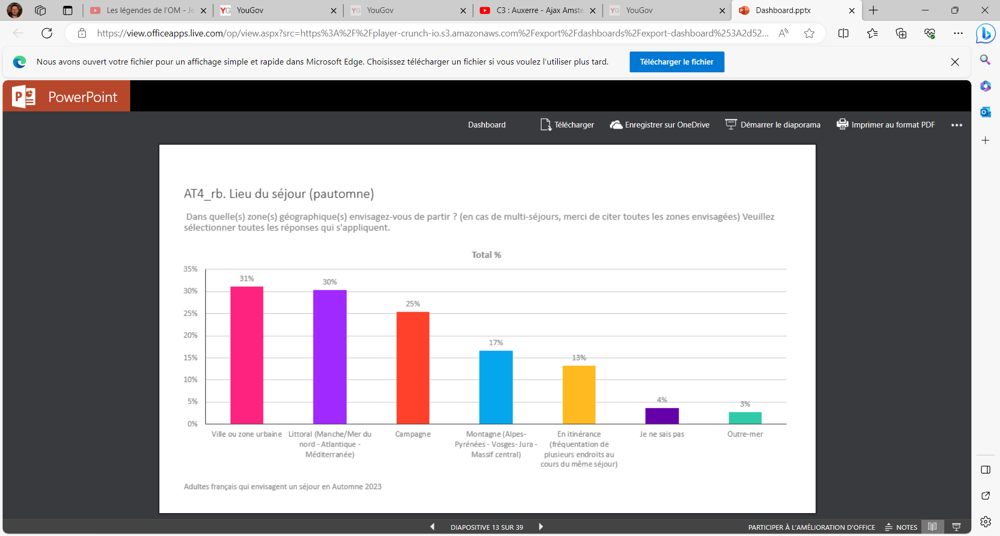 Les légendes de l'OM - Je
YG YouGov
YG YouGov
C3 : Auxerre - Ajax Amste
YG YouGov
Dashboard.pptx
https://view.officeapps.live.com/op/view.aspx?src=https%3A%2F%2Fplayer-crunch-io.s3.amazonaws.com%2Fexport%2Fdashboards%2Fexport-dashboard%253A2d52...
Nous avons ouvert votre fichier pour un affichage simple et rapide dans Microsoft Edge. Choisissez télécharger un fichier si vous voulez l'utiliser plus tard.
Télécharger le fichier
PowerPoint
Dashboard
Télécharger
Enregistrer sur OneDrive
Démarrer le diaporama
Imprimer au format PDF
AT4_rb. Lieu du séjour (pautomne)
Dans quelle(s) zone(s) géographique(s) envisagez-vous de partir ? (en cas de multi-séjours, merci de citer toutes les zones envisagées) Veuillez
sélectionner toutes les réponses qui s'appliquent.
Total %
35%
30%
25%
20%
15%
10%
5%
0%
31%
30%
25%
17%
13%
4%
3%
Ville ou zone urbaine
Littoral (Manche/Mer du
nord - Atlantique -
Méditerranée)
Campagne
Montagne (Alpes-
Pyrénées - Vosges- Jura -
Massif central)
En itinérance
(fréquentation de
plusieurs endroits au
cours du même séjour)
Je ne sais pas
Outre-mer
Adultes français qui envisagent un séjour en Automne 2023
DIAPOSITIVE 13 SUR 39
PARTICIPER À L'AMÉLIORATION D'OFFICE
NOTES